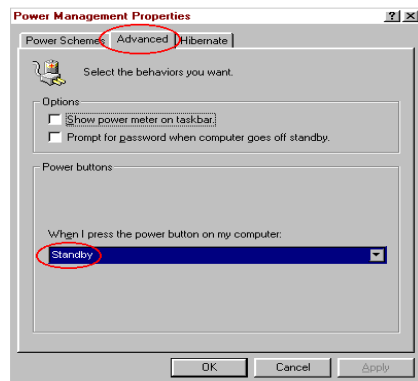 Power Management Properties
Power Schemes Advanced Hibernate
Select the behaviors you want.
Options
Show power meter on taskbar.
Prompt for password when computer goes off standby.
Power buttons
When I press the power button on my computer:
Standby
OK Cancel Apply